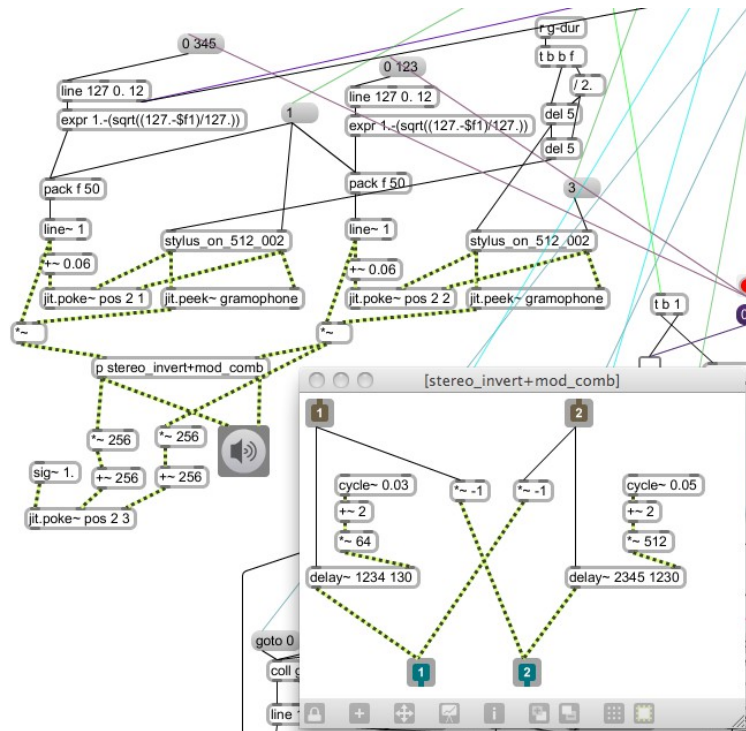 0 345
r g-dur
t b b f
0 123
/ 2.
line 127 0. 12
line 127 0. 12
1
del 5
expr 1.-(sqrt((127.-$f1)/127.))
expr 1.-(sqrt((127.-$f1)/127.))
del 5
pack f 50
pack f 50
3
line~ 1
stylus_on_512_002
line~ 1
stylus_on_512_002
+~ 0.06
+~ 0.06
jit.poke~ pos 2 1
jit.peek~ gramophone
jit.poke~ pos 2 2
jit.peek~ gramophone
t b 1
*~
*~
p stereo_invert+mod_comb
[stereo_invert+mod_comb]
1
2
*~ 256
*~ 256
sig~ 1.
+~ 256
+~ 256
jit.poke~ pos 2 3
cycle~ 0.03
*~ -1
*~ -1
cycle~ 0.05
+~ 2
+~ 2
*~ 64
*~ 512
delay~ 1234 130
delay~ 2345 1230
goto 0
coll
line
1
2